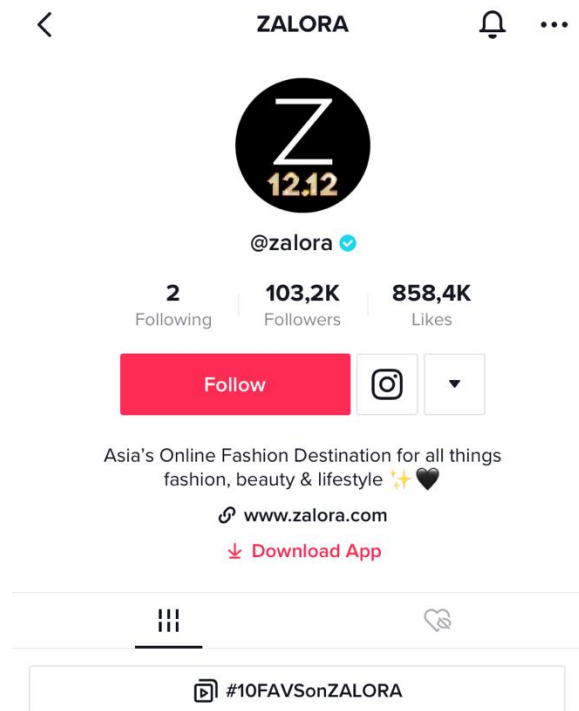 ZALORA
Z
12.12
@zalora
2 103,2K 858,4K
Following Followers Likes
Follow
Asia's Online Fashion Destination for all things
fashion, beauty & lifestyle ✨🖤
www.zalora.com
Download App
#10FAVSonZALORA